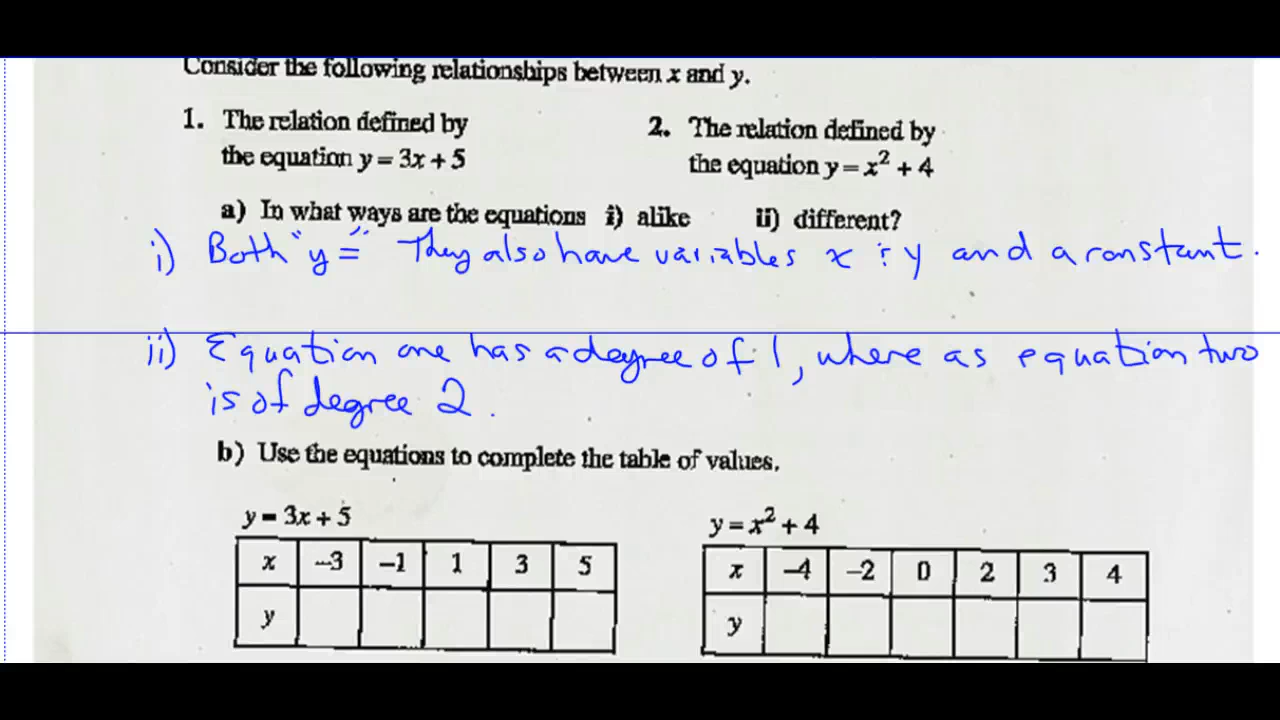 Consider the following relationships between x and y.
1. The relation defined by
the equation y = 3x + 5
2. The relation defined by
the equation y = x² + 4
a) In what ways are the equations i) alike ii) different?
i) Both "y =" They also have variables x & y and a constant.
ii) Equation one has a degree of 1, where as equation two
is of degree 2.
b) Use the equations to complete the table of values.
y = 3x + 5
x -3 -1 1 3 5
y
y = x² + 4
x -4 -2 0 2 3 4
y